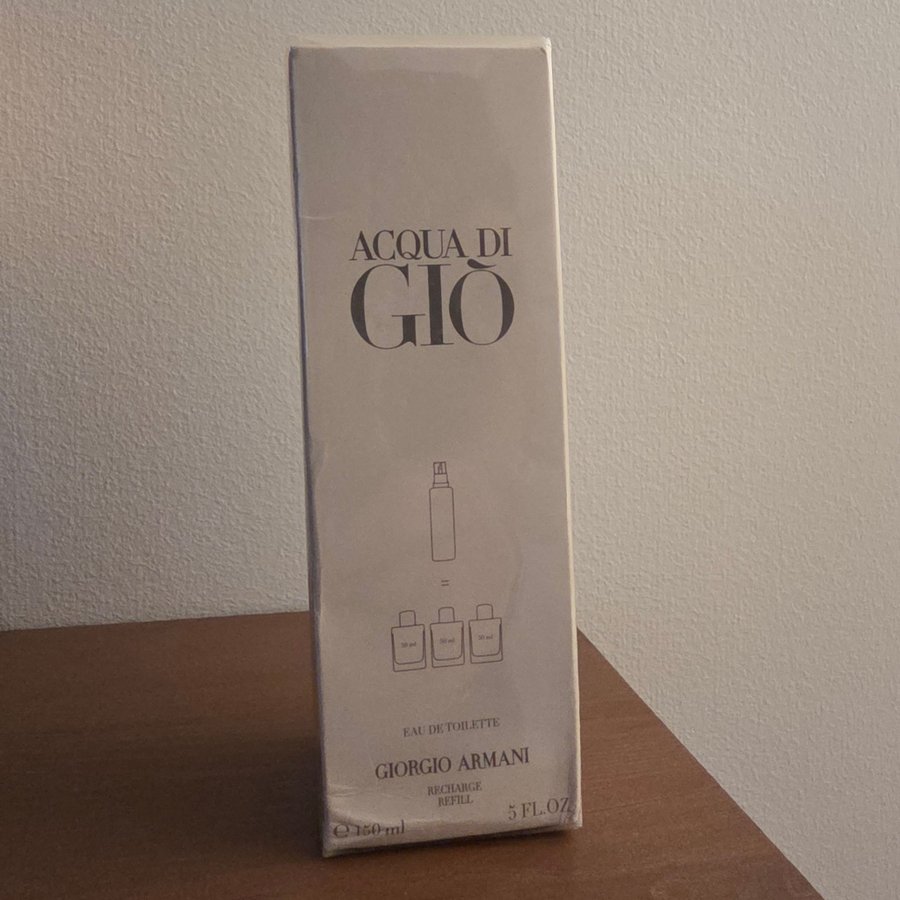 ACQUA DI
GIÒ
=
50 ml 50 ml 50 ml
EAU DE TOILETTE
GIORGIO ARMANI
RECHARGE
REFILL
℮ 150 ml 5 FL.OZ